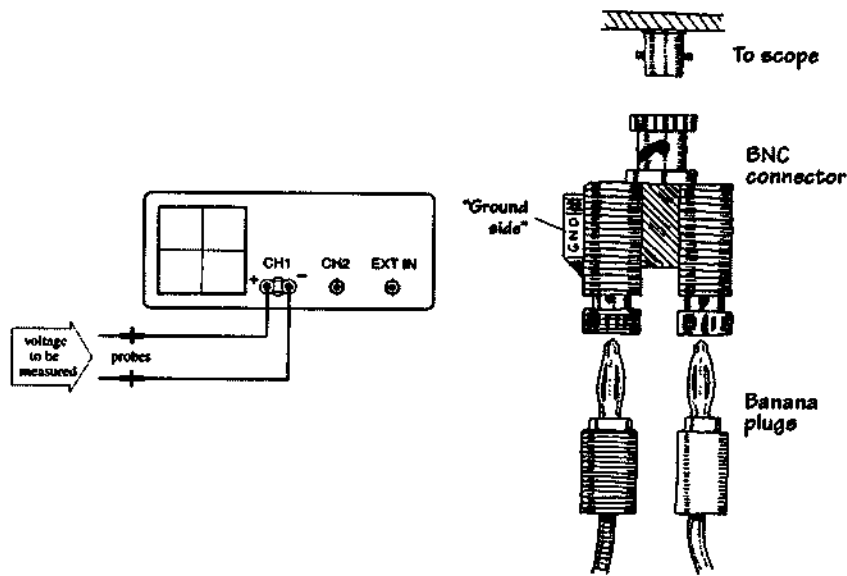 To scope
BNC
connector
"Ground
side"
GND
CH1
CH2
EXT IN
+
-
voltage
to be
measured
probes
Banana
plugs